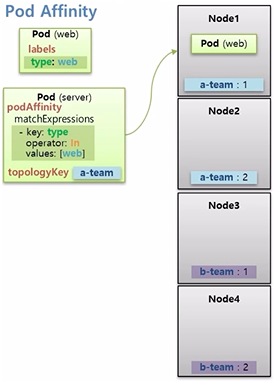 Pod Affinity
Pod (web)
labels
type: web
Pod (server)
podAffinity
matchExpressions
- key: type
operator: In
values: [web]
topologyKey a-team
Node1
Pod (web)
a-team : 1
Node2
a-team : 2
Node3
b-team : 1
Node4
b-team : 2